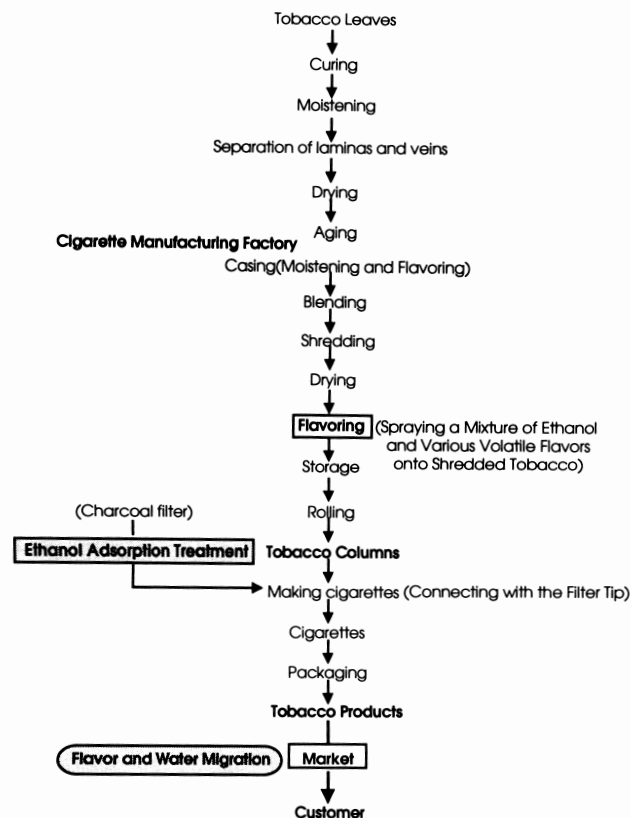 Tobacco Leaves
Curing
Moistening
Separation of laminas and veins
Drying
Aging
Cigarette Manufacturing Factory
Casing(Moistening and Flavoring)
Blending
Shredding
Drying
Flavoring (Spraying a Mixture of Ethanol
and Various Volatile Flavors
onto Shredded Tobacco)
Storage
Rolling
(Charcoal filter)
Ethanol Adsorption Treatment Tobacco Columns
Making cigarettes (Connecting with the Filter Tip)
Cigarettes
Packaging
Tobacco Products
Flavor and Water Migration Market
Customer